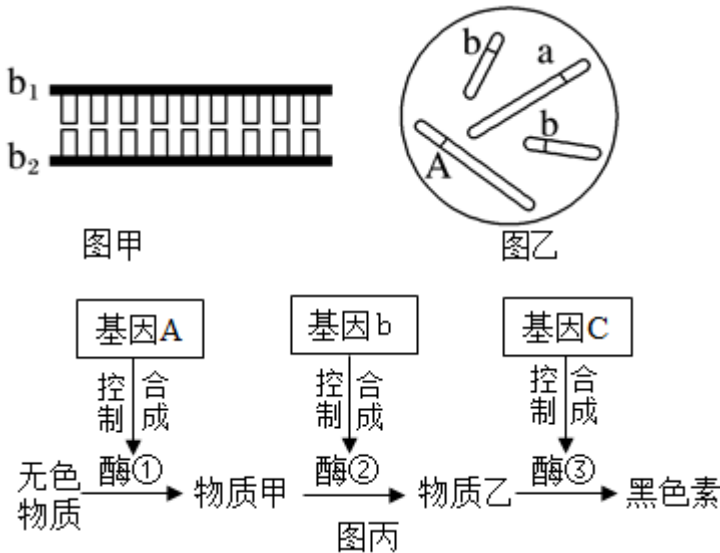 b₁
b₂
图甲
b
a
b
A
图乙
基因A
基因b
基因C
控制 合成
控制 合成
控制 合成
无色物质
酶①
物质甲
酶②
物质乙
酶③
黑色素
图丙